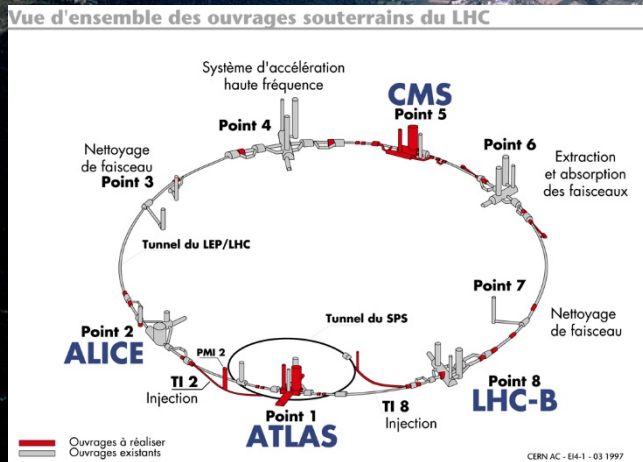 Vue d'ensemble des ouvrages souterrains du LHC
Système d'accélération
haute fréquence
Point 4
CMS
Point 5
Point 6
Extraction
et absorption
des faisceaux
Nettoyage
de faisceau
Point 3
Tunnel du LEP/LHC
Point 7
Nettoyage
de faisceau
Tunnel du SPS
Point 2
ALICE
PMI 2
TI 2
Injection
Point 1
ATLAS
TI 8
Injection
Point 8
LHC-B
Ouvrages à réaliser
Ouvrages existants
CERN AC - EI4-1 - 03 1997